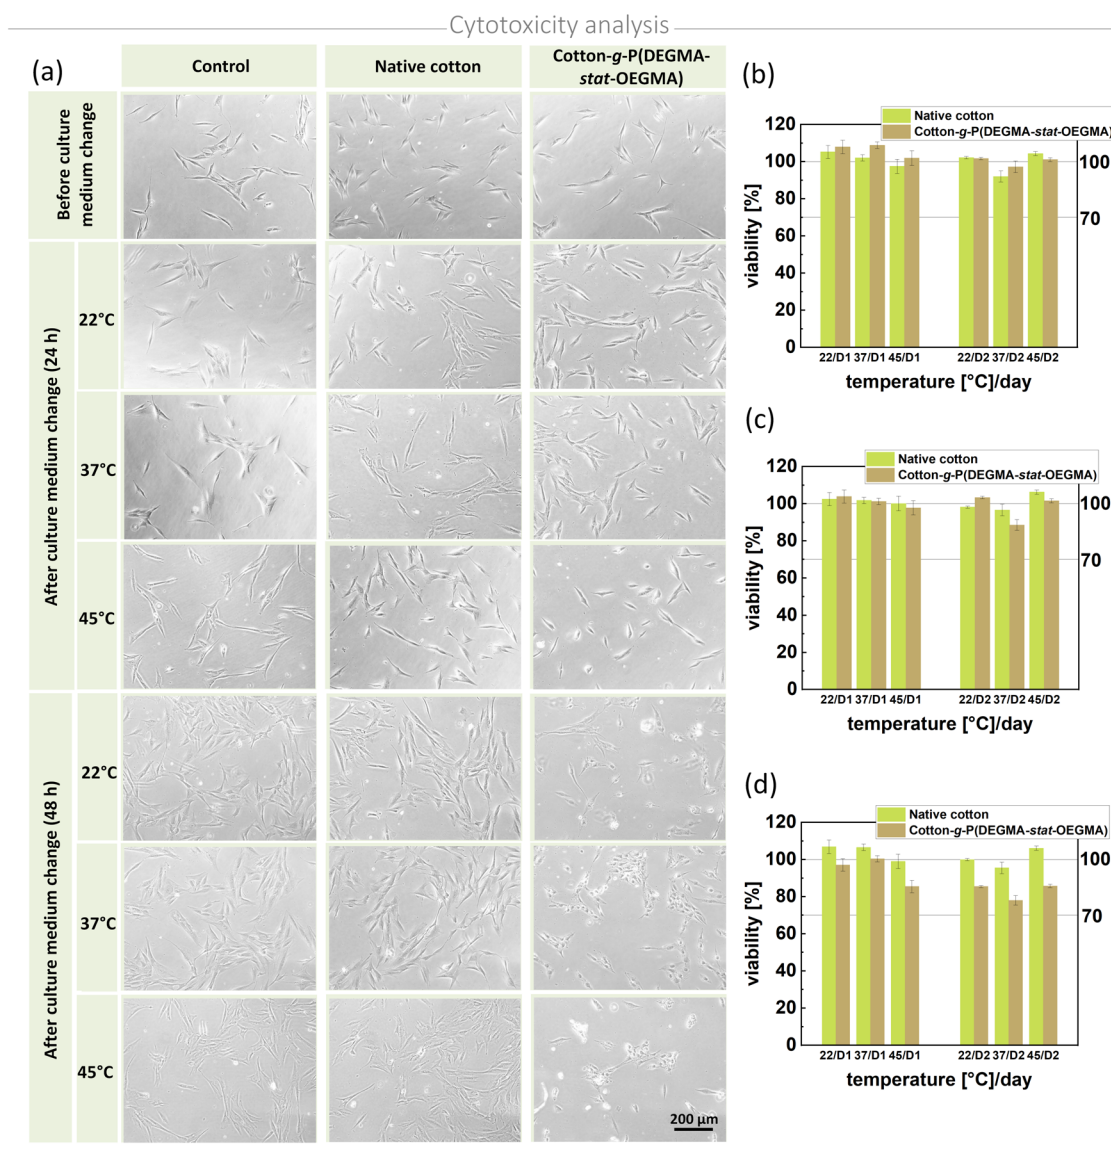 Cytotoxicity analysis
(a)
Control
Native cotton
Cotton-g-P(DEGMA-
stat-OEGMA)
Before culture
medium change
After culture medium change (24 h)
22°C
37°C
45°C
After culture medium change (48 h)
22°C
37°C
45°C
200 µm
(b)
Native cotton
Cotton-g-P(DEGMA-stat-OEGMA)
120
100
80
60
40
20
0
100
70
viability [%]
22/D1 37/D1 45/D1 22/D2 37/D2 45/D2
temperature [°C]/day
(c)
Native cotton
Cotton-g-P(DEGMA-stat-OEGMA)
120
100
80
60
40
20
0
100
70
viability [%]
22/D1 37/D1 45/D1 22/D2 37/D2 45/D2
temperature [°C]/day
(d)
Native cotton
Cotton-g-P(DEGMA-stat-OEGMA)
120
100
80
60
40
20
0
100
70
viability [%]
22/D1 37/D1 45/D1 22/D2 37/D2 45/D2
temperature [°C]/day